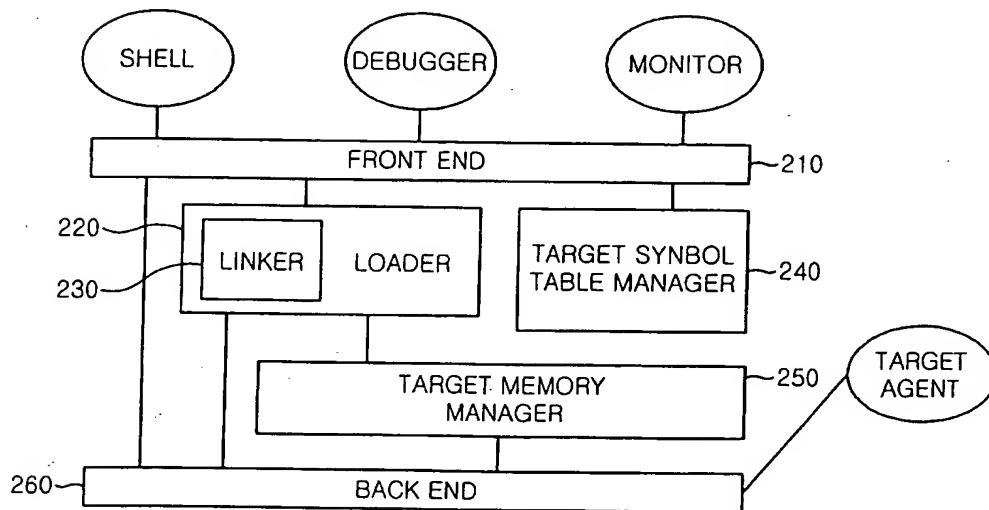 SHELL
DEBUGGER
MONITOR
FRONT END
210
220
LINKER
LOADER
230
TARGET SYNBOL
TABLE MANAGER
240
TARGET MEMORY
MANAGER
250
TARGET
AGENT
260
BACK END